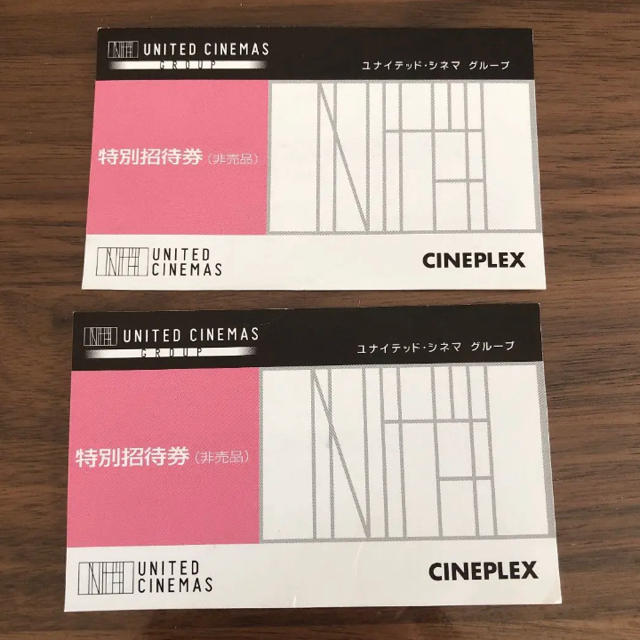 UNITED CINEMAS
GROUP
ユナイテッド・シネマ グループ
特別招待券(非売品)
UNITED
CINEMAS
CINEPLEX
UNITED CINEMAS
GROUP
ユナイテッド・シネマ グループ
特別招待券(非売品)
UNITED
CINEMAS
CINEPLEX